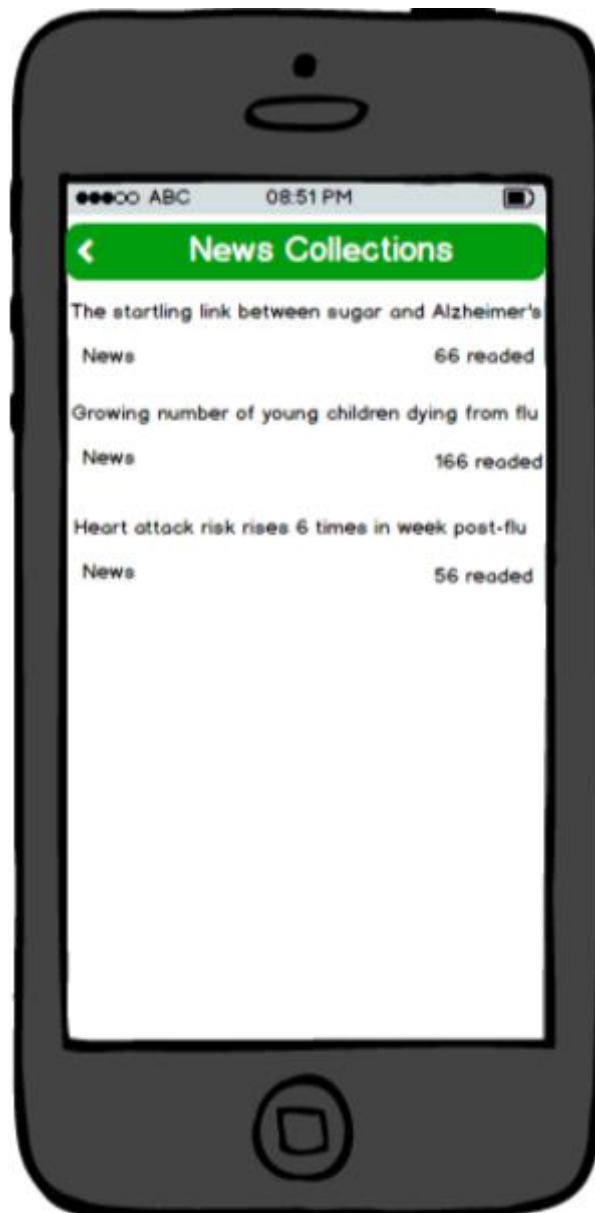 ABC 08:51 PM
News Collections
The startling link between sugar and Alzheimer's
News 66 readed
Growing number of young children dying from flu
News 166 readed
Heart attack risk rises 6 times in week post-flu
News 56 readed